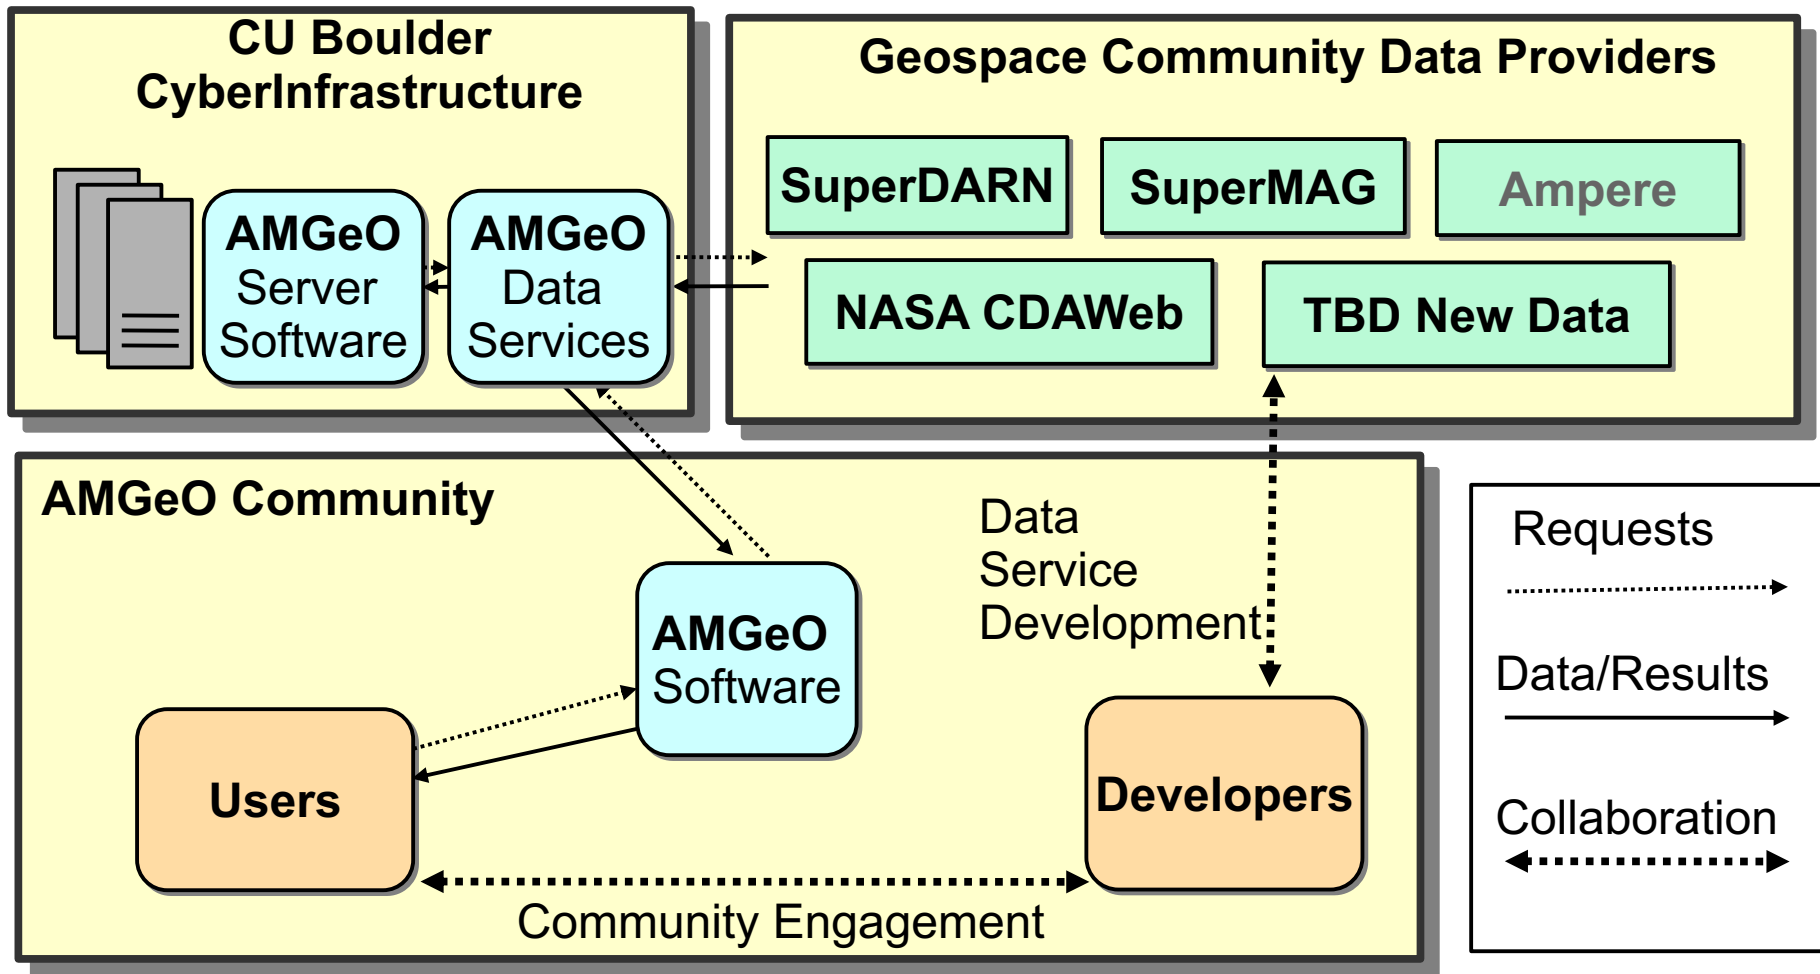 CU Boulder
CyberInfrastructure
AMGeO
Server
Software
AMGeO
Data
Services
Geospace Community Data Providers
SuperDARN
SuperMAG
Ampere
NASA CDAWeb
TBD New Data
AMGeO Community
Data
Service
Development
AMGeO
Software
Users
Developers
Community Engagement
Requests
Data/Results
Collaboration